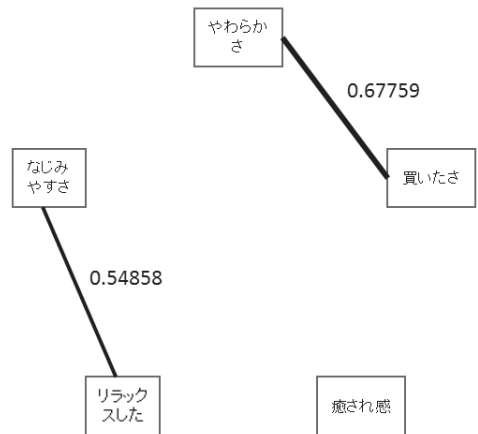 やわらか
さ
0.67759
なじみ
やすさ
買いたさ
0.54858
リラック
スした
癒され感